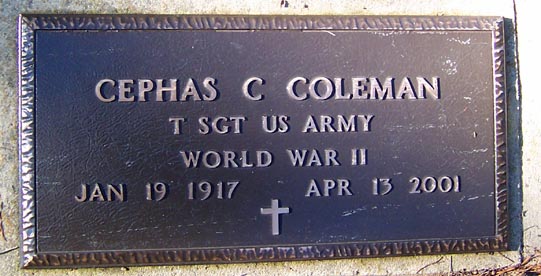 CEPHAS C COLEMAN
T SGT US ARMY
WORLD WAR II
JAN 19 1917 APR 13 2001